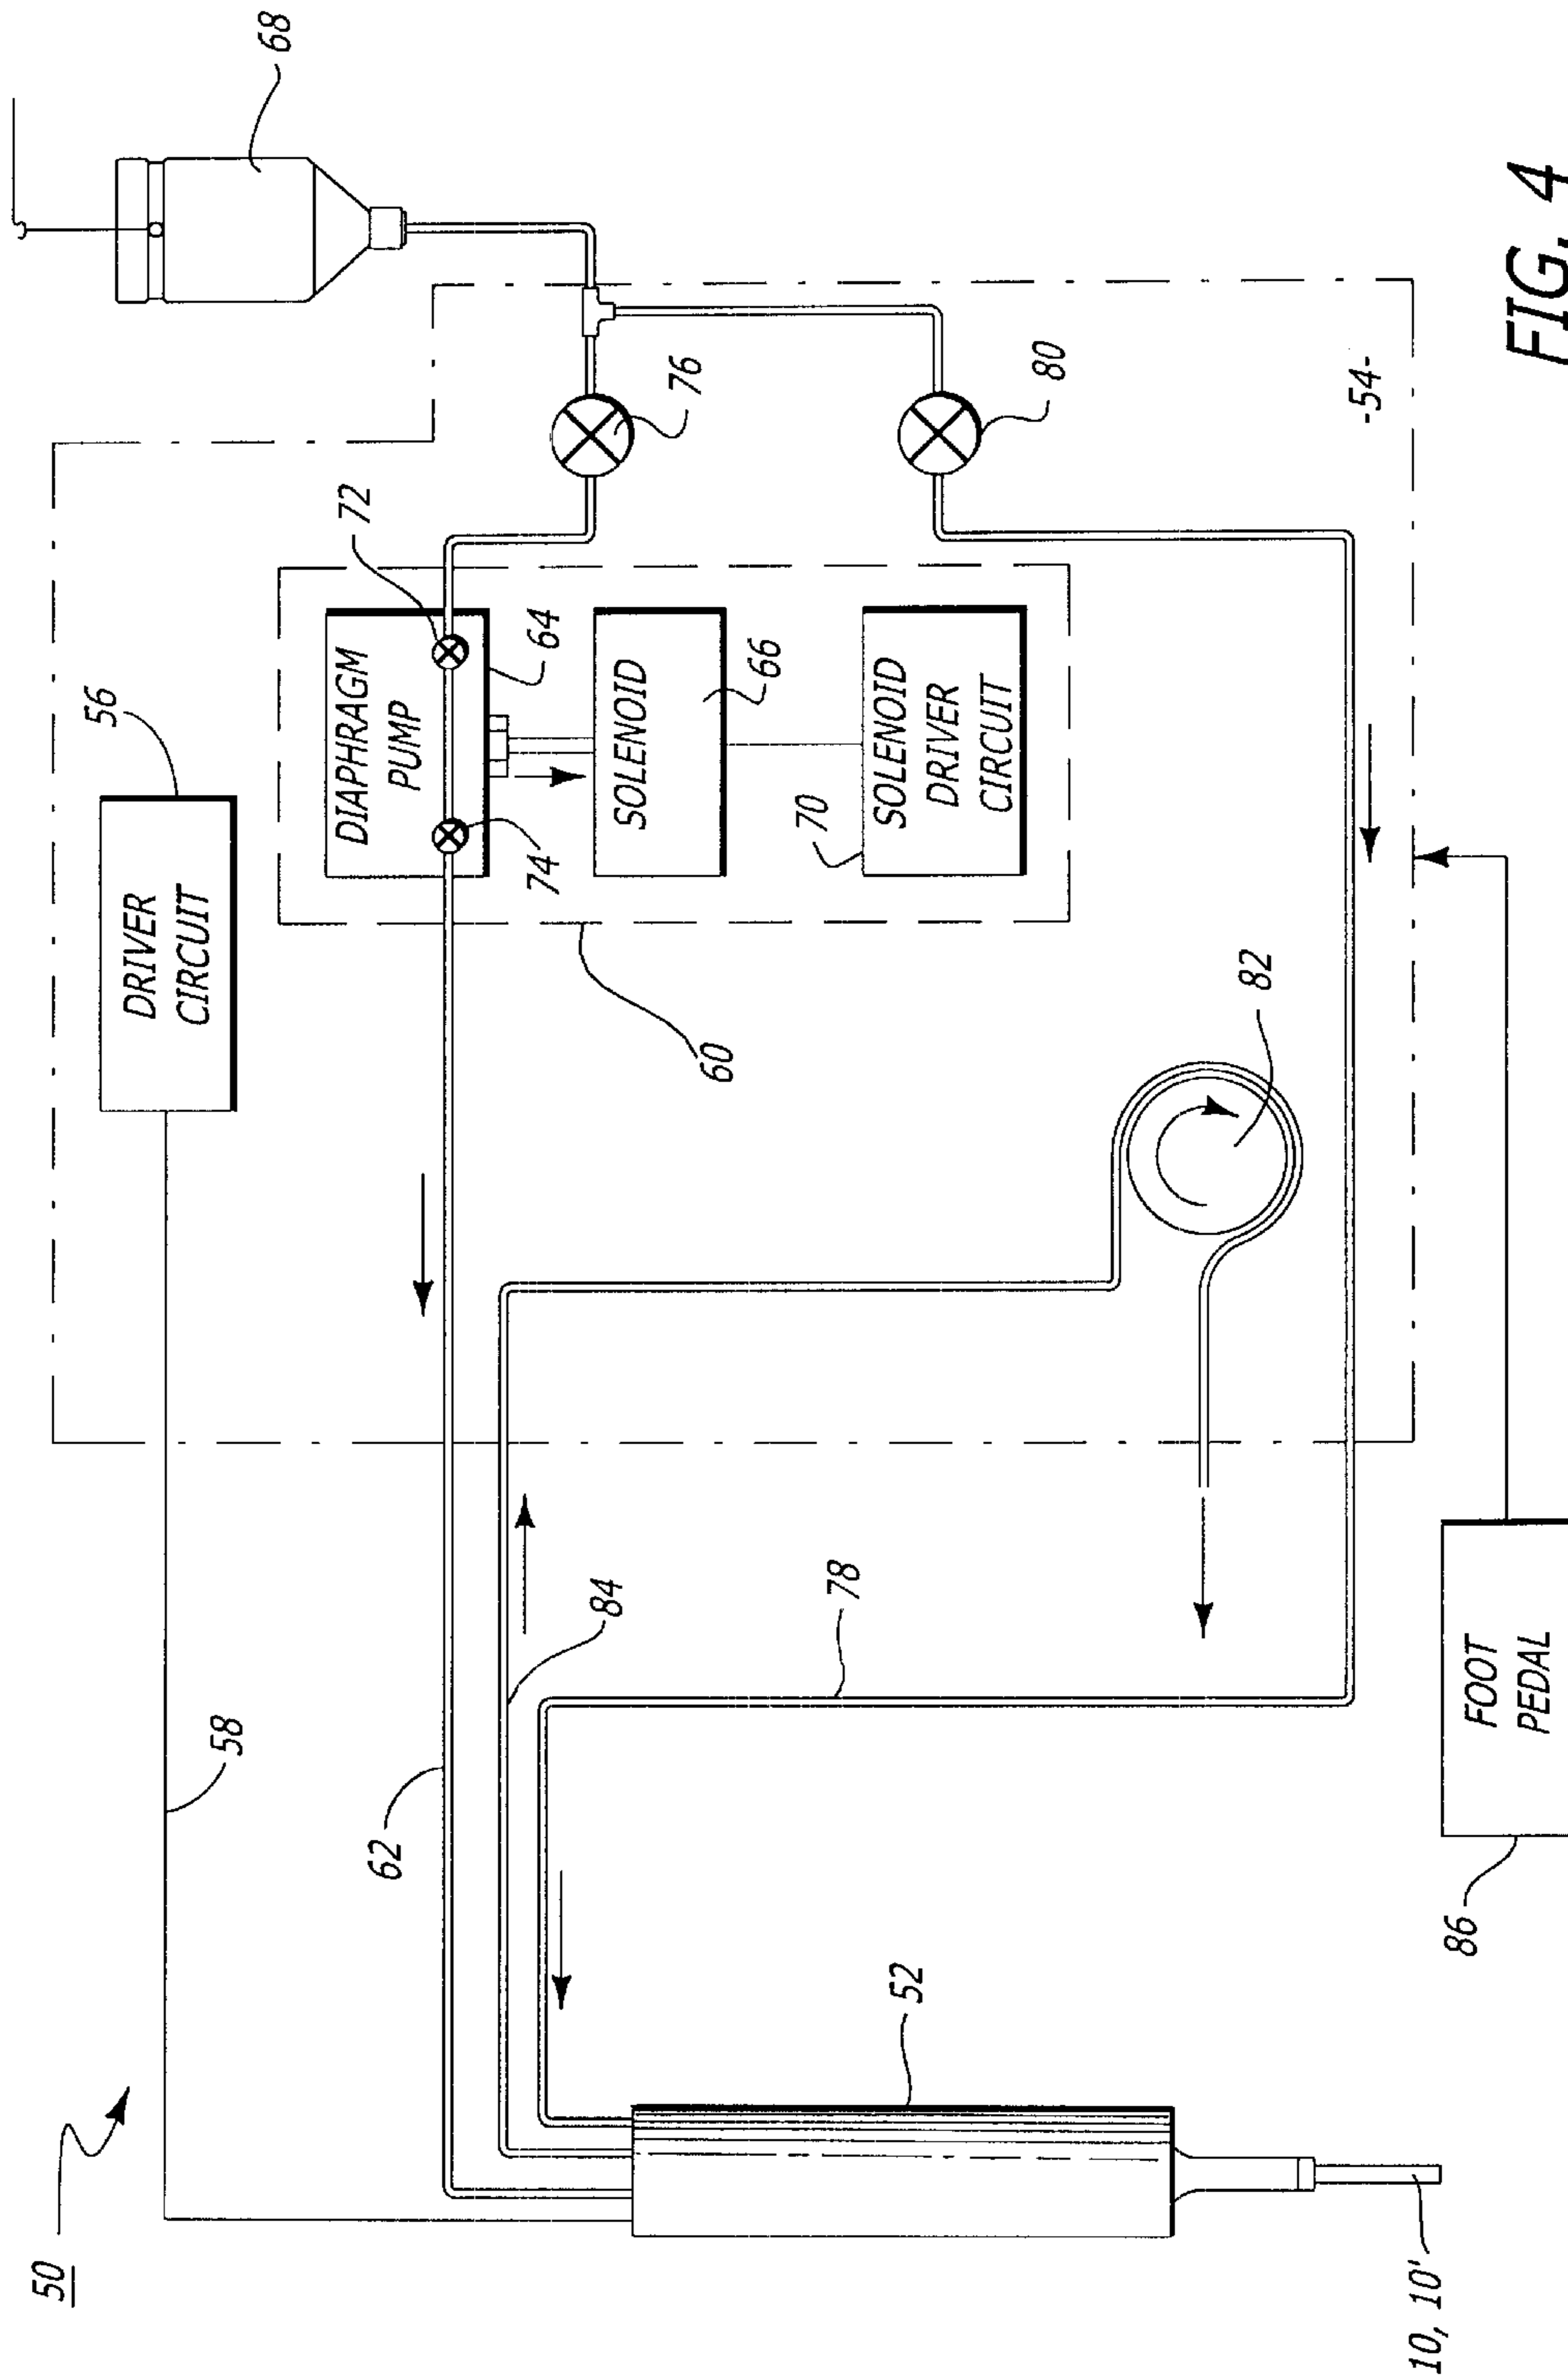 50
58
56
DRIVER
CIRCUIT
62
84
60
DIAPHRAGM
PUMP
72
74
64
SOLENOID
66
70
SOLENOID
DRIVER
CIRCUIT
68
76
80
52
78
82
-54-
10, 10'
86
FOOT
PEDAL
FIG. 4